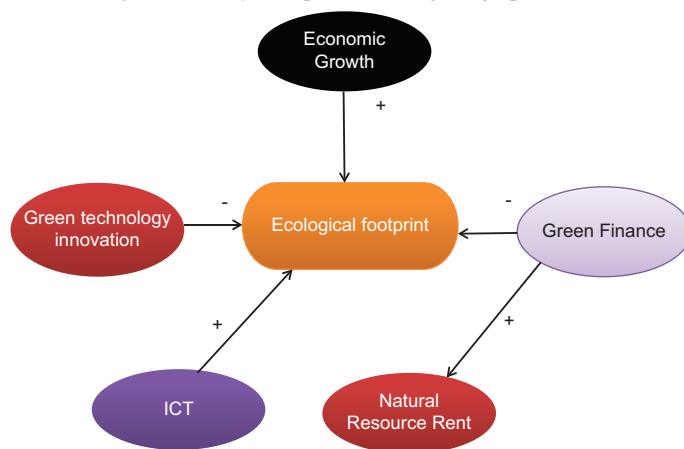 Economic
Growth
+
-
-
Green technology
innovation
Ecological footprint
Green Finance
+
+
ICT
Natural
Resource Rent